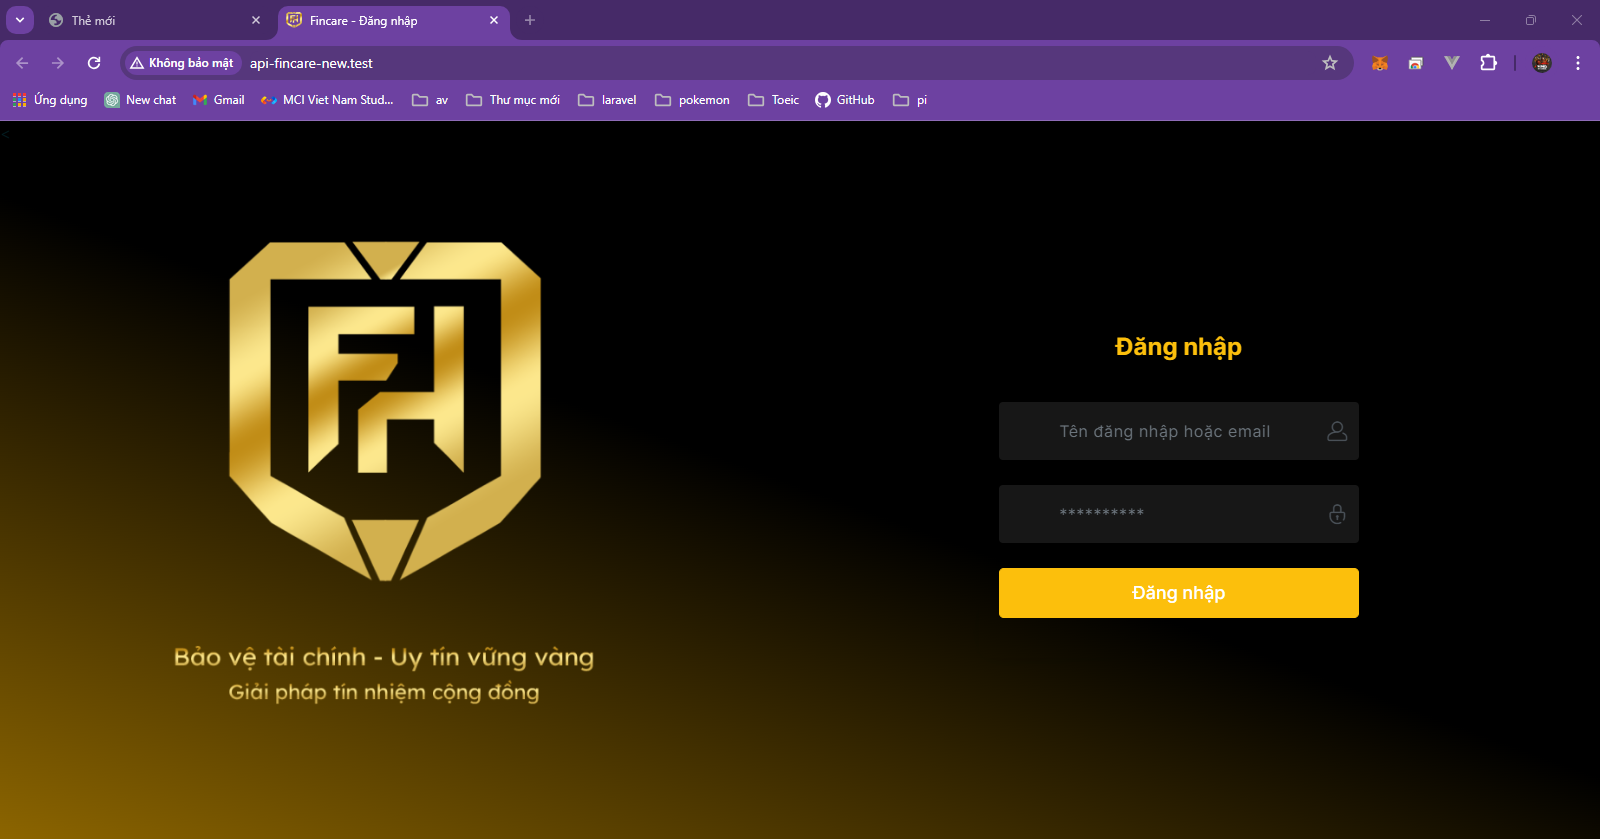 Thẻ mới
Fincare - Đăng nhập
Không bảo mật
api-fincare-new.test
Ứng dụng
New chat
Gmail
MCI Viet Nam Stud...
av
Thư mục mới
laravel
pokemon
Toeic
GitHub
pi
<
FH
Bảo vệ tài chính - Uy tín vững vàng
Giải pháp tín nhiệm cộng đồng
Đăng nhập
Tên đăng nhập hoặc email
**********
Đăng nhập